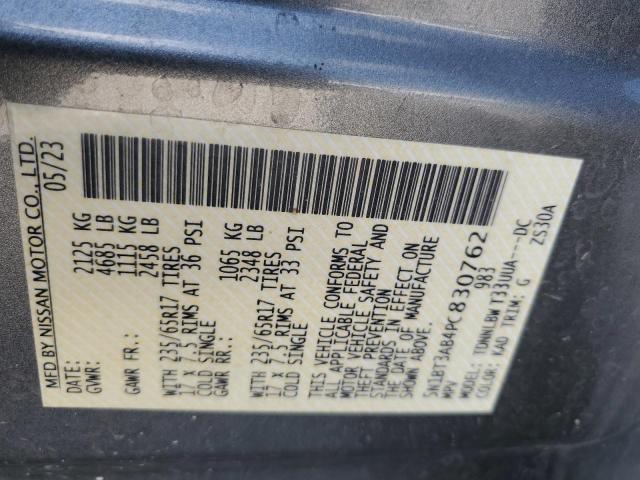 MFD BY NISSAN MOTOR CO., LTD.
DATE: 05/23
GVWR: 2125 KG
4685 LB
GAWR FR.: 1115 KG
2458 LB
WITH 235/65R17 TIRES
17 X 7.5 RIMS AT 36 PSI
COLD SINGLE
GAWR RR.: 1065 KG
2348 LB
WITH 235/65R17 TIRES
17 X 7.5 RIMS AT 33 PSI
COLD SINGLE
THIS VEHICLE CONFORMS TO
ALL APPLICABLE FEDERAL
MOTOR VEHICLE SAFETY AND
THEFT PREVENTION
STANDARDS IN EFFECT ON
THE DATE OF MANUFACTURE
SHOWN ABOVE.
5N1BT3AB4PC830762
MPV 983
MODEL: ---DC
COLOR: KAD TRIM: G ZS30A